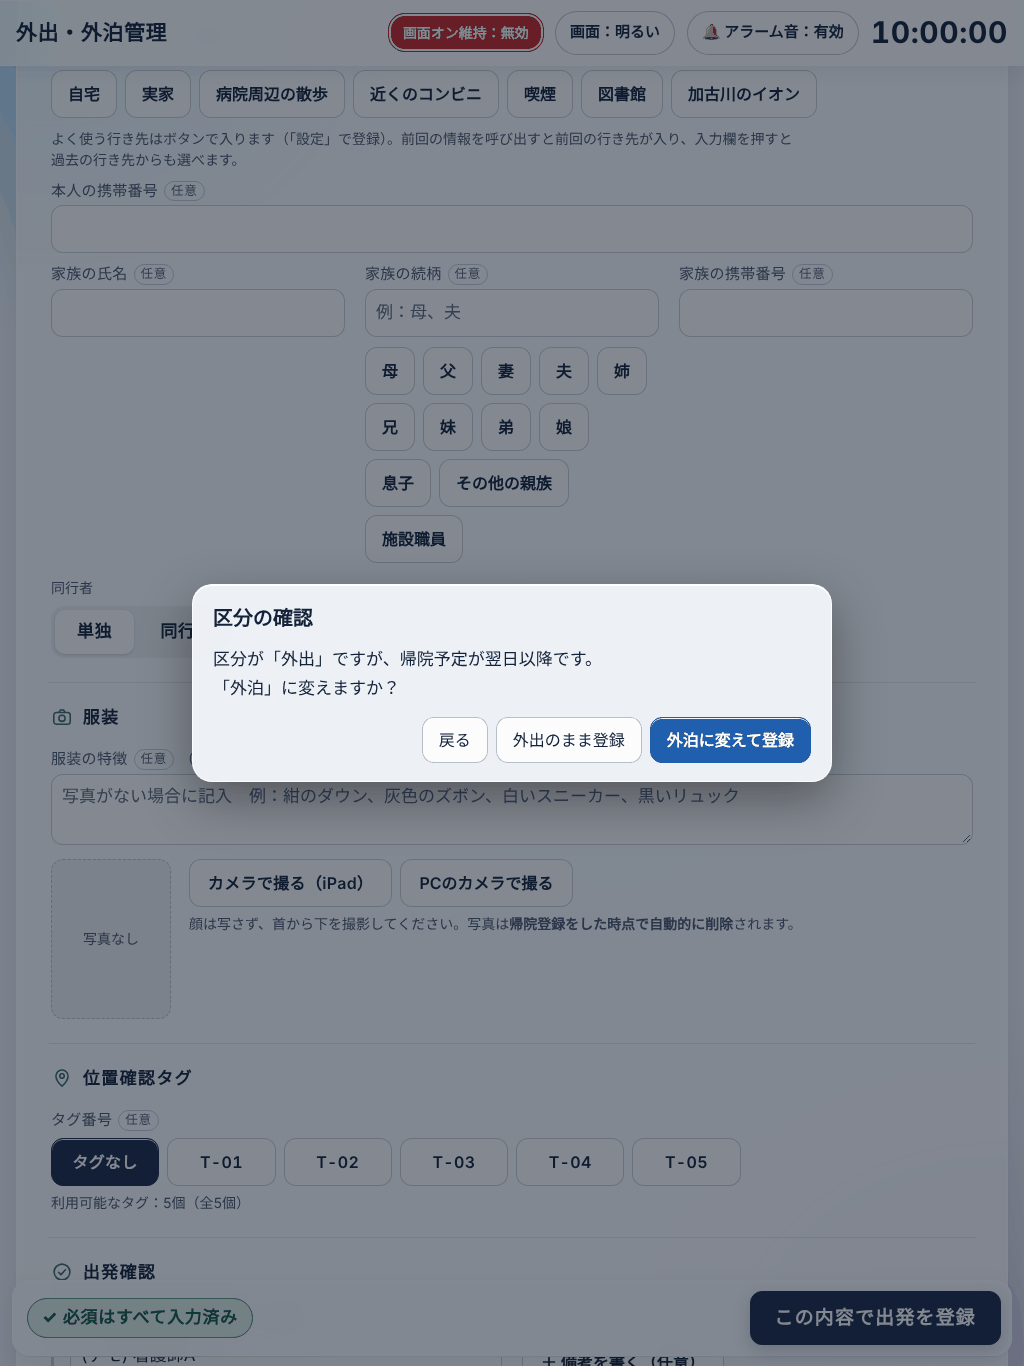 外出・外泊管理
画面オン維持：無効
画面：明るい
アラーム音：有効
10:00:00
自宅
実家
病院周辺の散歩
近くのコンビニ
喫煙
図書館
加古川のイオン
よく使う行き先はボタンで入ります（「設定」で登録）。前回の情報を呼び出すと前回の行き先が入り、入力欄を押すと
過去の行き先からも選べます。
本人の携帯番号 任意
家族の氏名 任意
家族の続柄 任意
家族の携帯番号 任意
例：母、夫
母
父
妻
夫
姉
兄
妹
弟
娘
息子
その他の親族
施設職員
同行者
単独
同行
区分の確認
区分が「外出」ですが、帰院予定が翌日以降です。
「外泊」に変えますか？
戻る
外出のまま登録
外泊に変えて登録
服装
服装の特徴 任意
写真がない場合に記入　例：紺のダウン、灰色のズボン、白いスニーカー、黒いリュック
写真なし
カメラで撮る（iPad）
PCのカメラで撮る
顔は写さず、首から下を撮影してください。写真は帰院登録をした時点で自動的に削除されます。
位置確認タグ
タグ番号 任意
タグなし
T-01
T-02
T-03
T-04
T-05
利用可能なタグ：5個（全5個）
出発確認
✓ 必須はすべて入力済み
この内容で出発を登録
(デモ) 看護師A
＋ 備考を書く（任意）